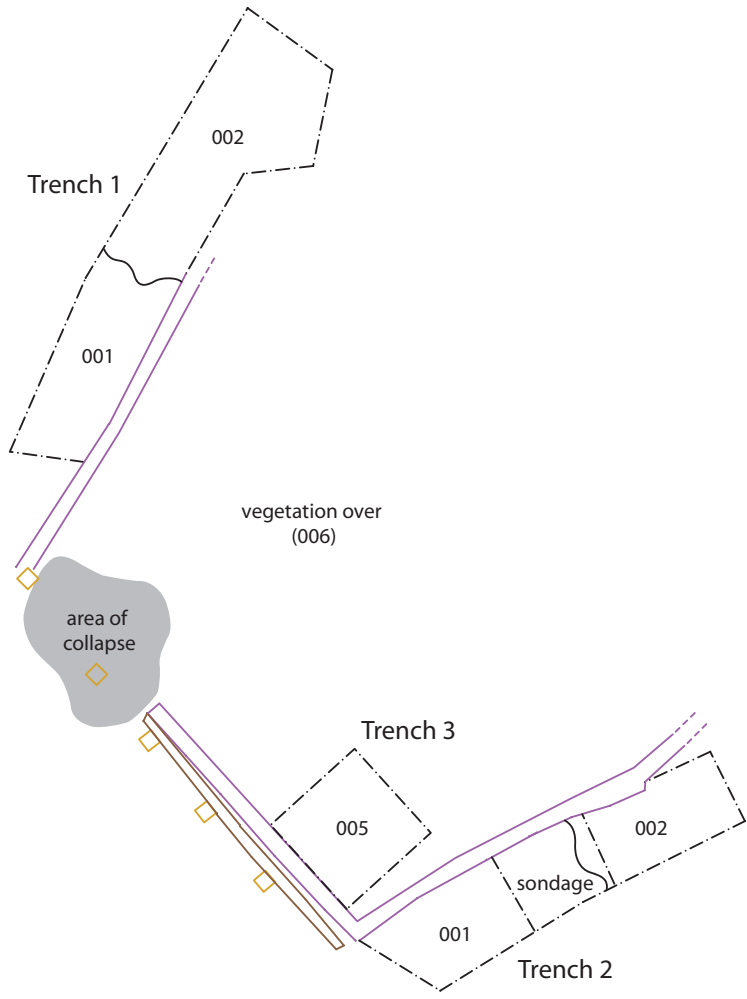 002
Trench 1
001
vegetation over
(006)
area of
collapse
Trench 3
005
002
sondage
001
Trench 2